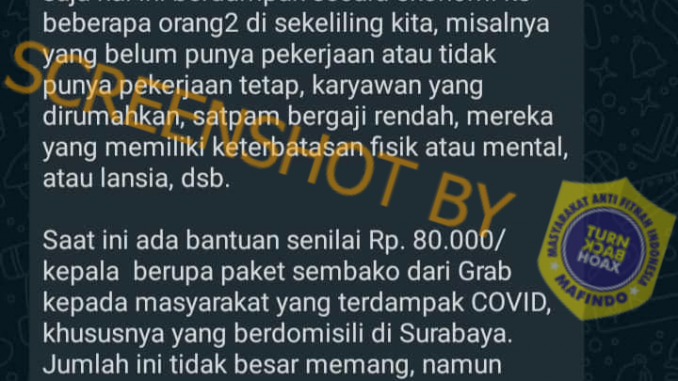 beberapa orang2 di sekeliling kita, misalnya
yang belum punya pekerjaan atau tidak
punya pekerjaan tetap, karyawan yang
dirumahkan, satpam bergaji rendah, mereka
yang memiliki keterbatasan fisik atau mental,
atau lansia, dsb.
Saat ini ada bantuan senilai Rp. 80.000/
kepala berupa paket sembako dari Grab
kepada masyarakat yang terdampak COVID,
khususnya yang berdomisili di Surabaya.
Jumlah ini tidak besar memang, namun
SCREENSHOT BY
MASYARAKAT ANTI FITNAH INDONESIA
TURN
BACK
HOAX
MAFINDO